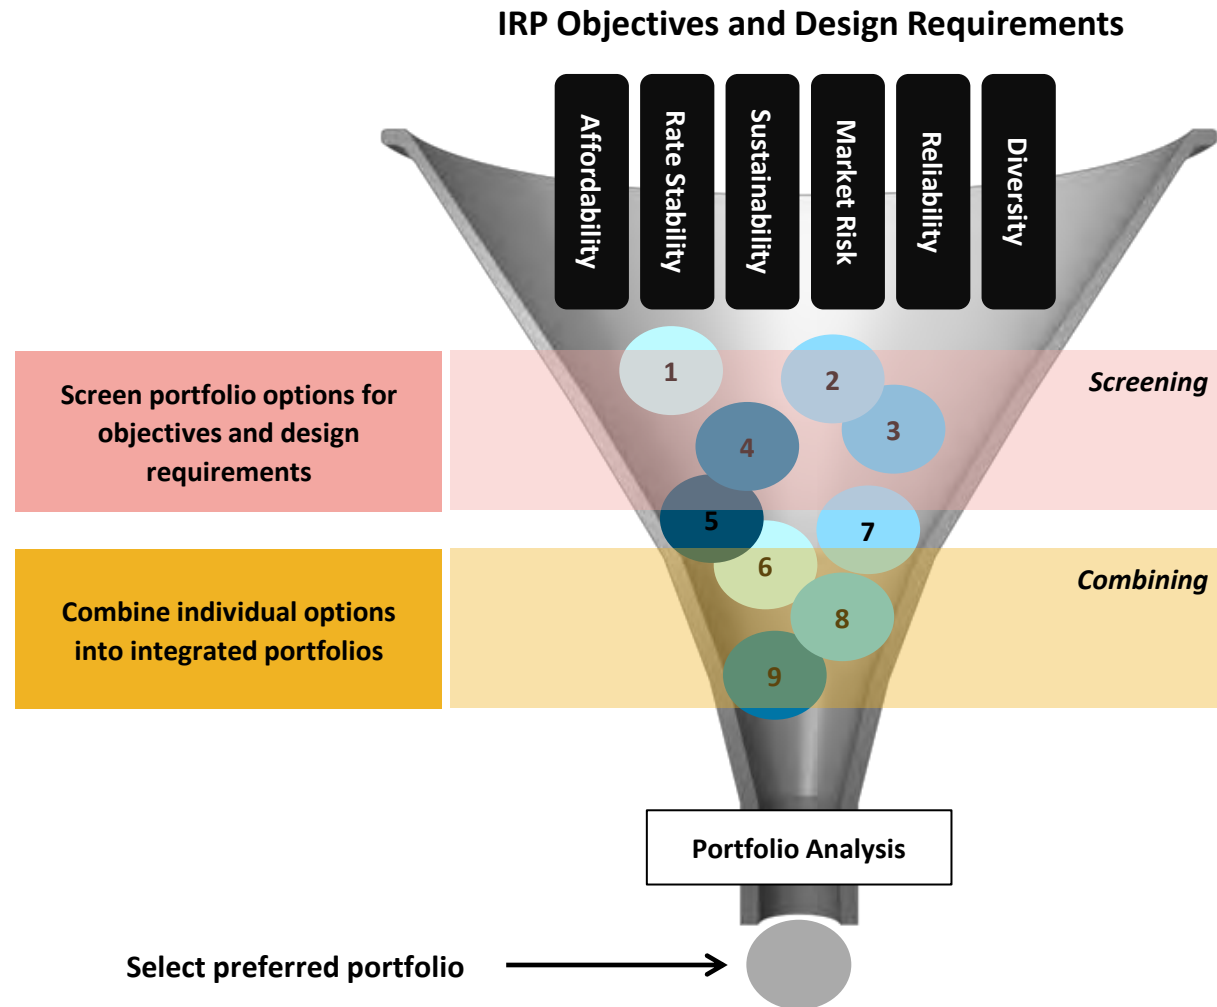 IRP Objectives and Design Requirements
Affordability
Rate Stability
Sustainability
Market Risk
Reliability
Diversity
Screen portfolio options for
objectives and design
requirements
Screening
1
2
3
4
5
7
Combine individual options
into integrated portfolios
Combining
6
8
9
Portfolio Analysis
Select preferred portfolio